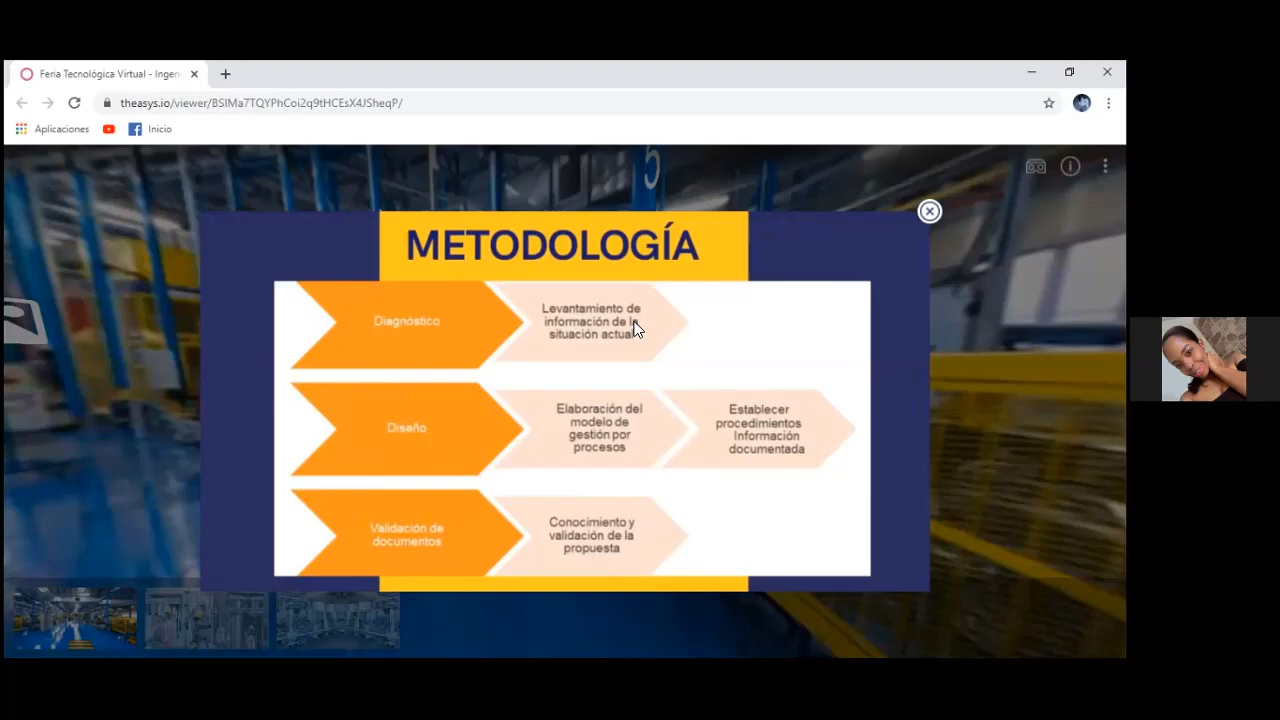 Feria Tecnológica Virtual - Ingen
theasys.io/viewer/BSIMa7TQYPhCoi2q9tHCEsX4JSheqP/
Aplicaciones
Inicio
5
METODOLOGÍA
Diagnóstico
Levantamiento de
información de la
situación actual
Diseño
Elaboración del
modelo de
gestión por
procesos
Establecer
procedimientos
Información
documentada
Validación de
documentos
Conocimiento y
validación de la
propuesta